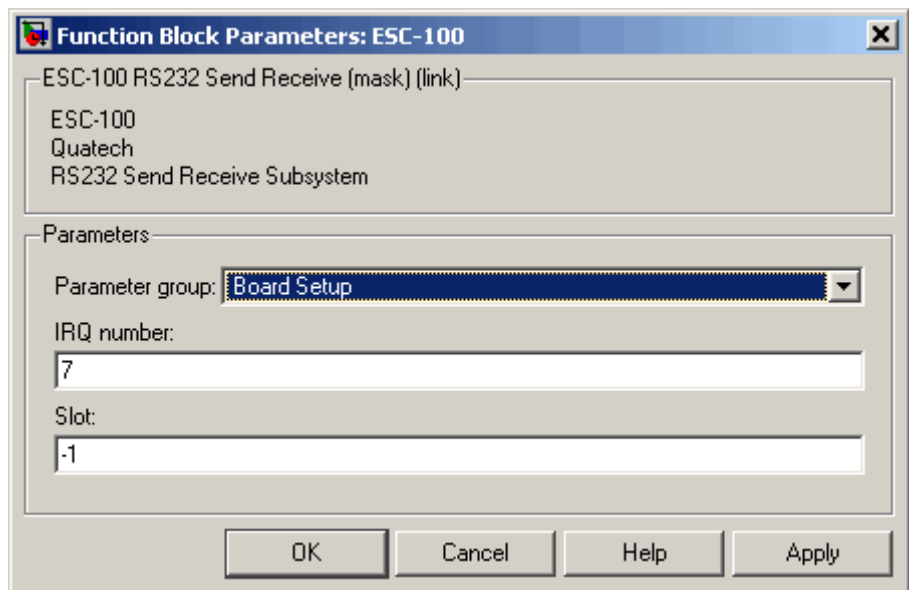 Function Block Parameters: ESC-100
ESC-100 RS232 Send Receive (mask) (link)
ESC-100
Quatech
RS232 Send Receive Subsystem
Parameters
Parameter group: Board Setup
IRQ number:
7
Slot:
-1
OK Cancel Help Apply